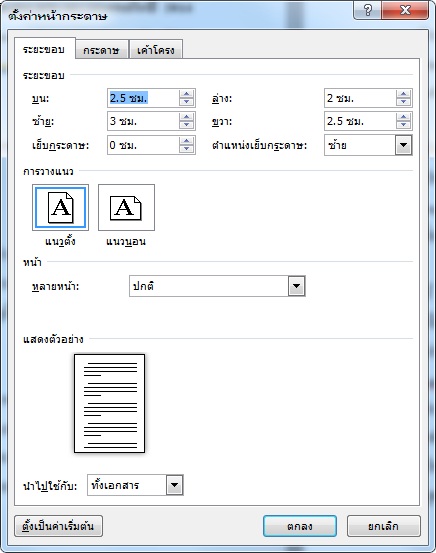 ตั้งค่าหน้ากระดาษ
ระยะขอบ กระดาษ เค้าโครง
ระยะขอบ
บน: 2.5 ซม. ล่าง: 2 ซม.
ซ้าย: 3 ซม. ขวา: 2.5 ซม.
เย็บกระดาษ: 0 ซม. ตำแหน่งเย็บกระดาษ: ซ้าย
การวางแนว
A A
แนวตั้ง แนวนอน
หน้า
หลายหน้า: ปกติ
แสดงตัวอย่าง
นำไปใช้กับ: ทั้งเอกสาร
ตั้งเป็นค่าเริ่มต้น ตกลง ยกเลิก